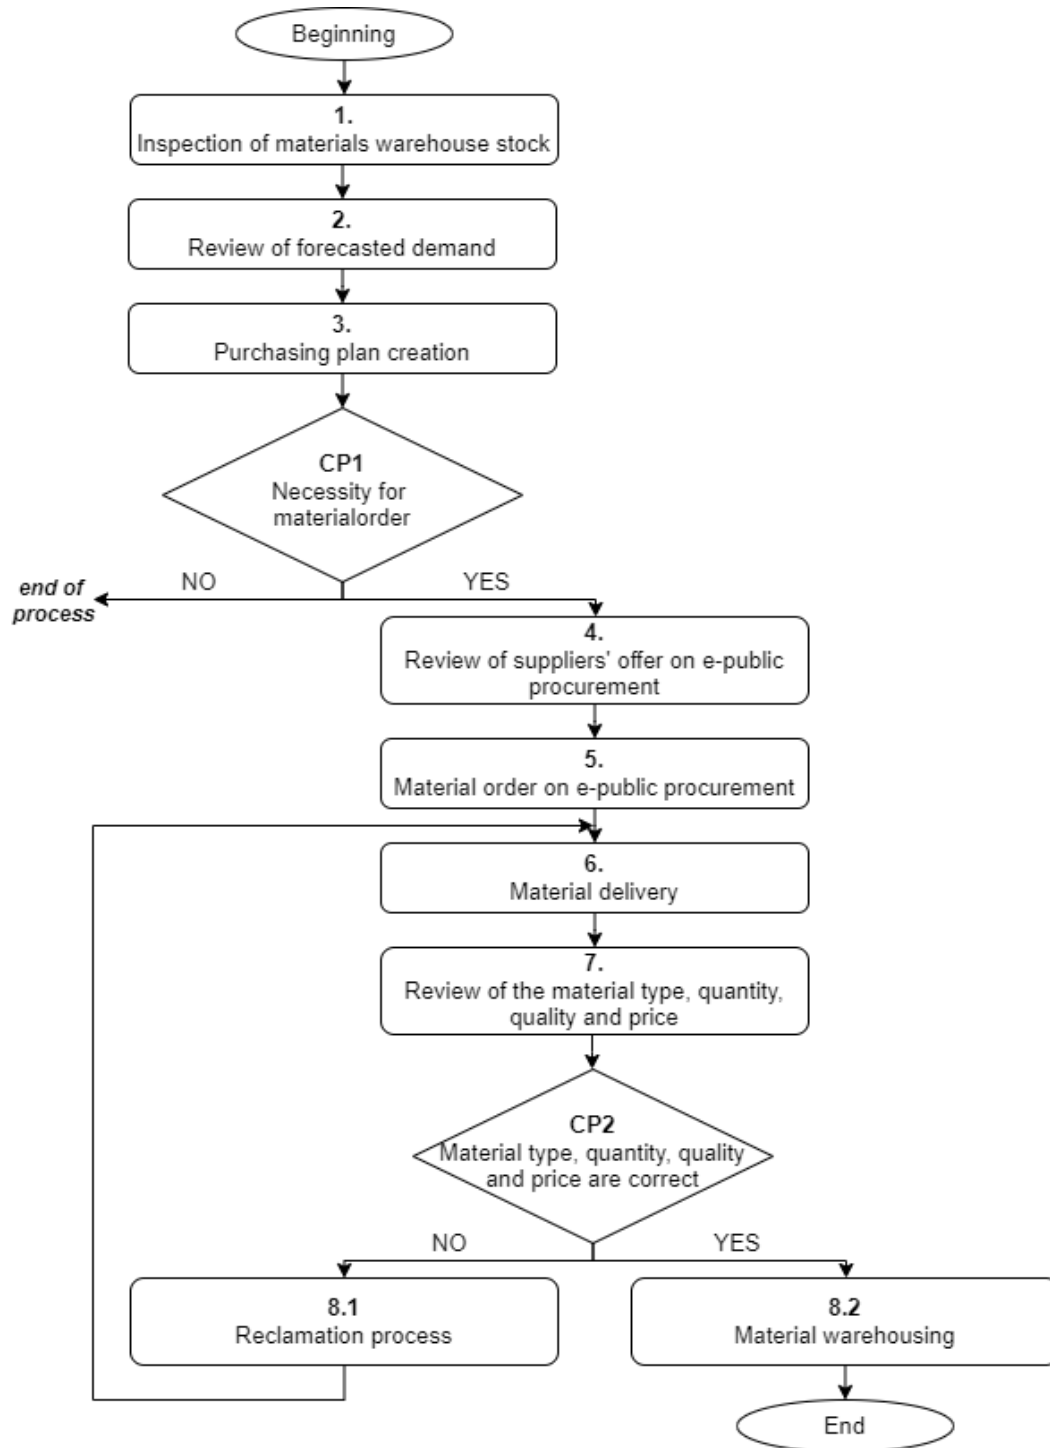 Beginning
1.
Inspection of materials warehouse stock
2.
Review of forecasted demand
3.
Purchasing plan creation
CP1
Necessity for
materialorder
NO
YES
end of
process
4.
Review of suppliers' offer on e-public
procurement
5.
Material order on e-public procurement
6.
Material delivery
7.
Review of the material type, quantity,
quality and price
CP2
Material type, quantity, quality
and price are correct
NO
YES
8.1
Reclamation process
8.2
Material warehousing
End